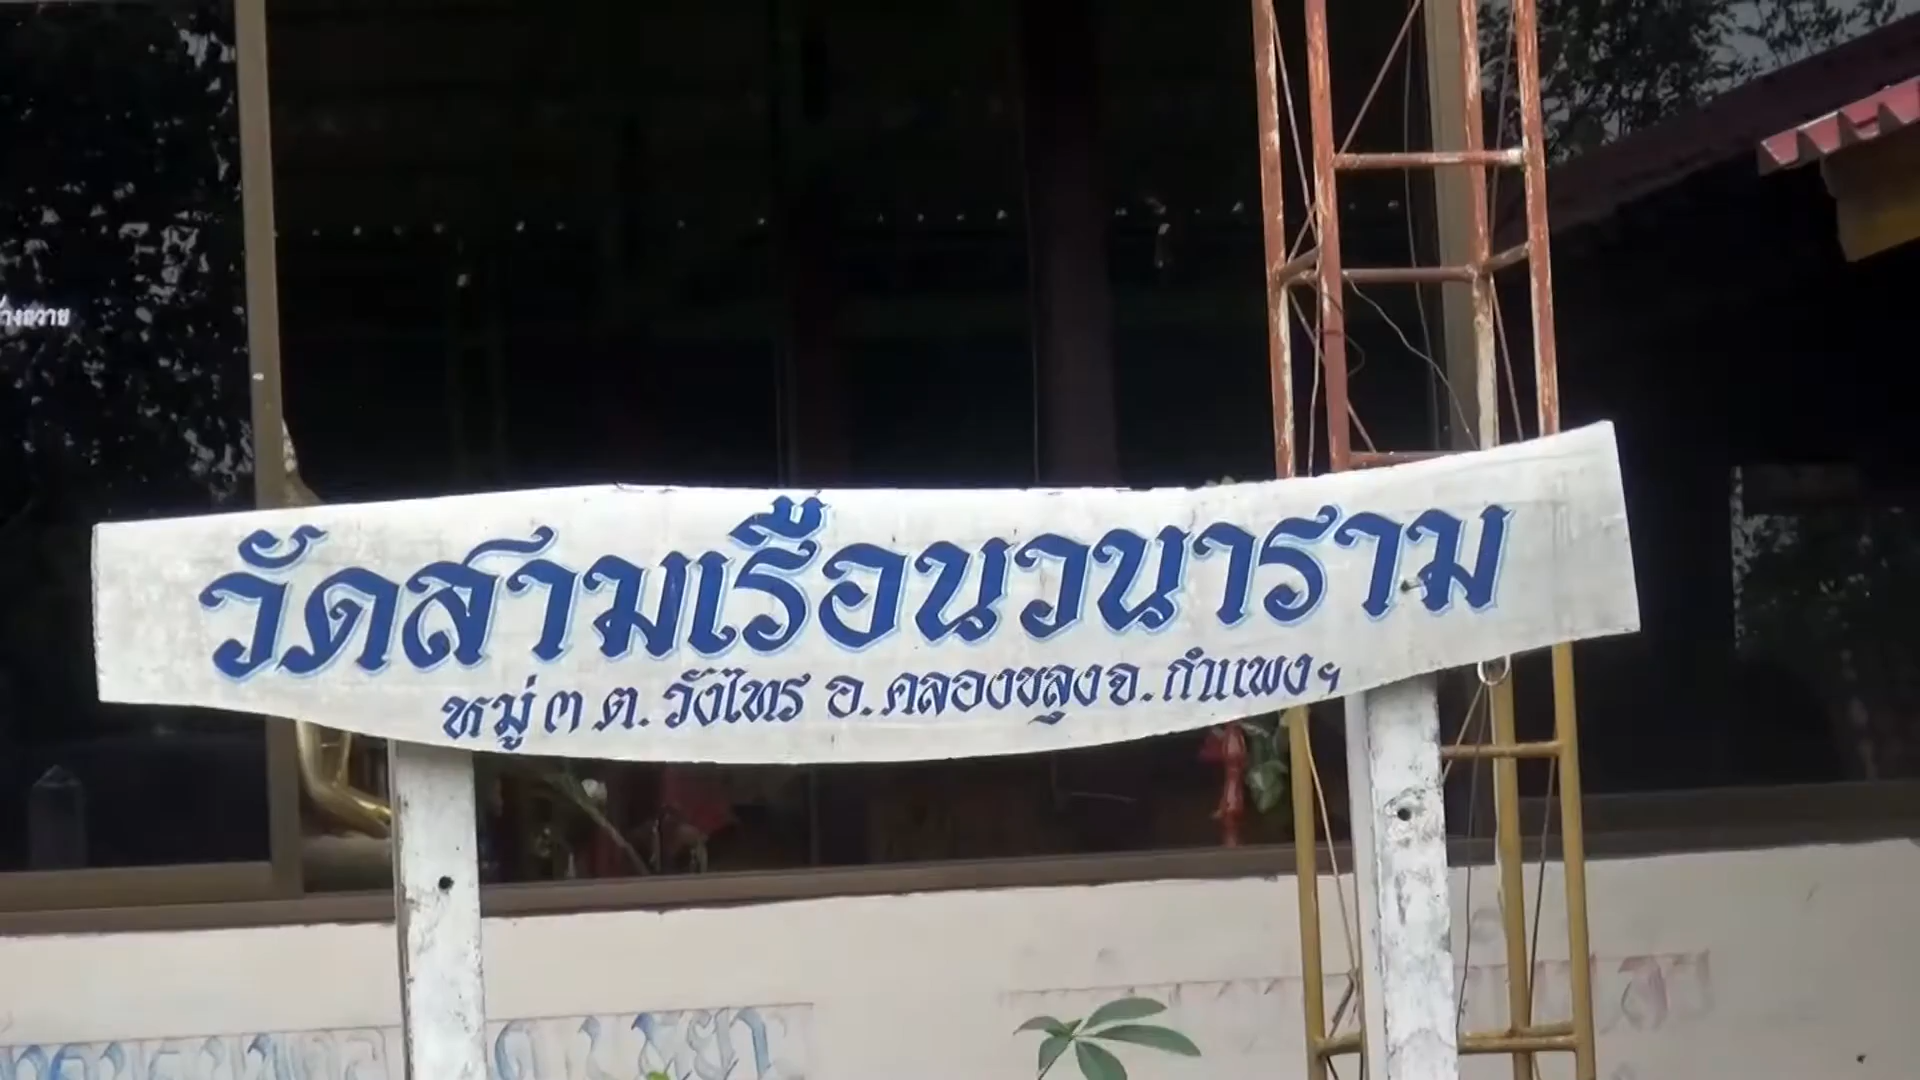 วัดสามเรือนวนาราม
หมู่ ๓ ต. วังไทร อ. คลองขลุง จ. กำแพงฯ